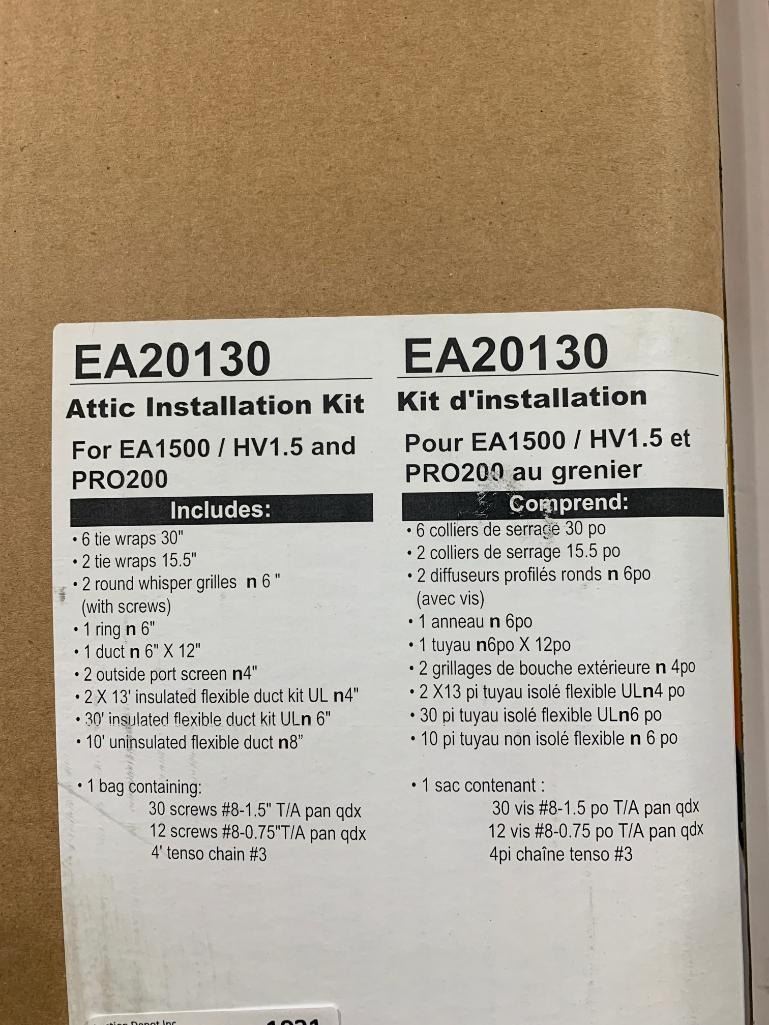 EA20130
Attic Installation Kit
For EA1500 / HV1.5 and
PRO200
Includes:
• 6 tie wraps 30"
• 2 tie wraps 15.5"
• 2 round whisper grilles n 6 "
(with screws)
• 1 ring n 6"
• 1 duct n 6" X 12"
• 2 outside port screen n4"
• 2 X 13' insulated flexible duct kit UL n4"
• 30' insulated flexible duct kit ULn 6"
• 10' uninsulated flexible duct n8"
• 1 bag containing:
30 screws #8-1.5" T/A pan qdx
12 screws #8-0.75"T/A pan qdx
4' tenso chain #3
EA20130
Kit d'installation
Pour EA1500 / HV1.5 et
PRO200 au grenier
Comprend:
• 6 colliers de serrage 30 po
• 2 colliers de serrage 15.5 po
• 2 diffuseurs profilés ronds n 6po
(avec vis)
• 1 anneau n 6po
• 1 tuyau n6po X 12po
• 2 grillages de bouche extérieure n 4po
• 2 X13 pi tuyau isolé flexible ULn4 po
• 30 pi tuyau isolé flexible ULn6 po
• 10 pi tuyau non isolé flexible n 6 po
• 1 sac contenant :
30 vis #8-1.5 po T/A pan qdx
12 vis #8-0.75 po T/A pan qdx
4pi chaîne tenso #3
Depot Inc